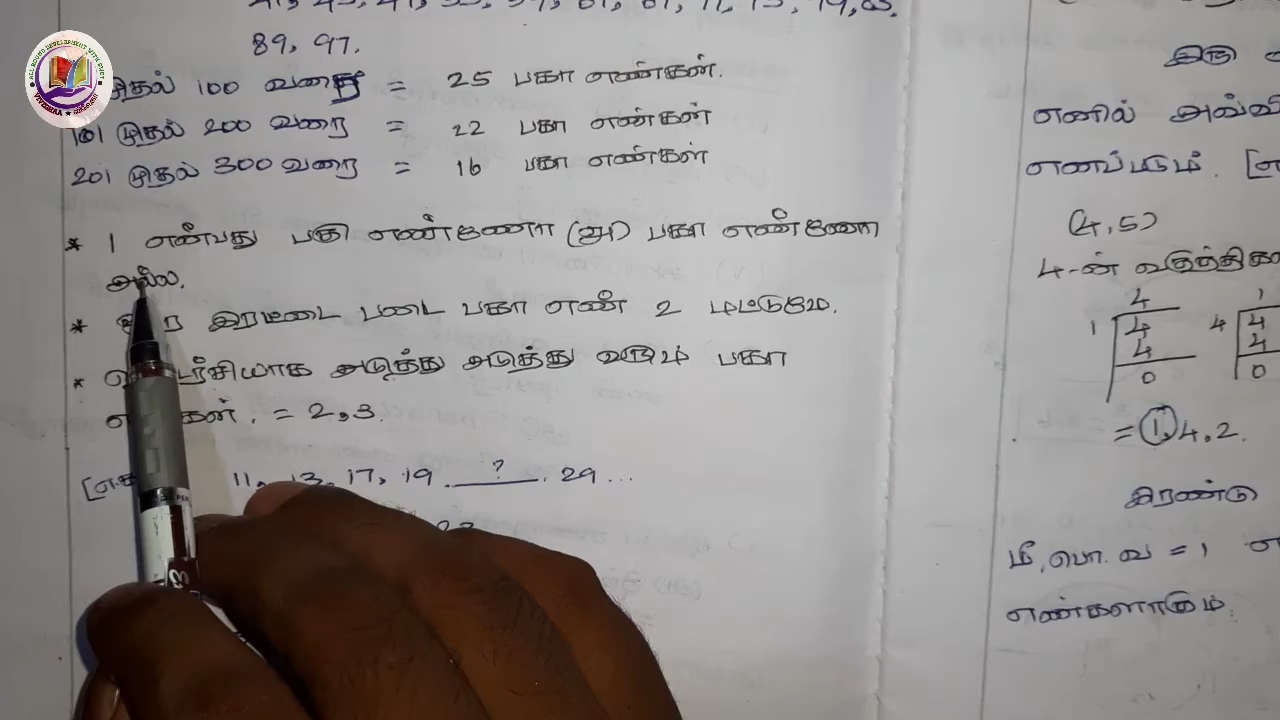 89, 97.
முதல் 100 வரை = 25 பகா எண்கள்.
101 முதல் 200 வரை = 22 பகா எண்கள்
201 முதல் 300 வரை = 16 பகா எண்கள்
* 1 என்பது பகு எண்ணோ (அ) பகா எண்ணோ
அல்ல.
* ஒரே இரட்டை படை பகா எண் 2 மட்டுமே.
* தொடர்சியாக அடுத்து அடுத்து வரும் பகா
எண்கள். = 2,3.
11, 13, 17, 19. ? . 29 ...
23
இரு
எனில் அவ்வி
எனப்படும்.
(4,5)
4-ன் வகுத்திகள்
4 1
1 4 4 4
4 4
0 0
= 1, 4, 2.
இரண்டு
மீ.பொ.வ = 1
எண்களாகும்.